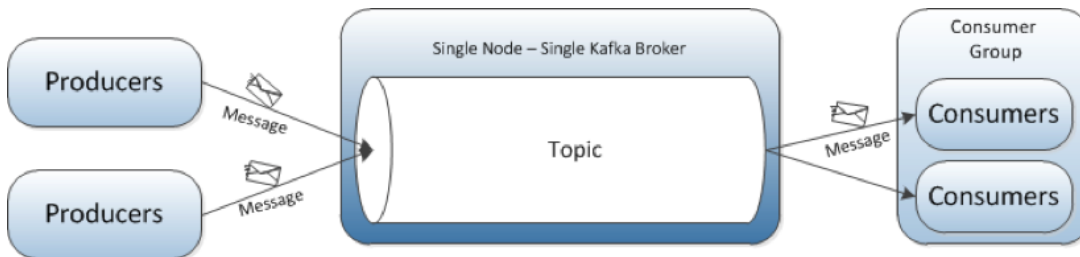 Producers
Message
Producers
Message
Single Node – Single Kafka Broker
Topic
Message
Consumer
Group
Consumers
Consumers